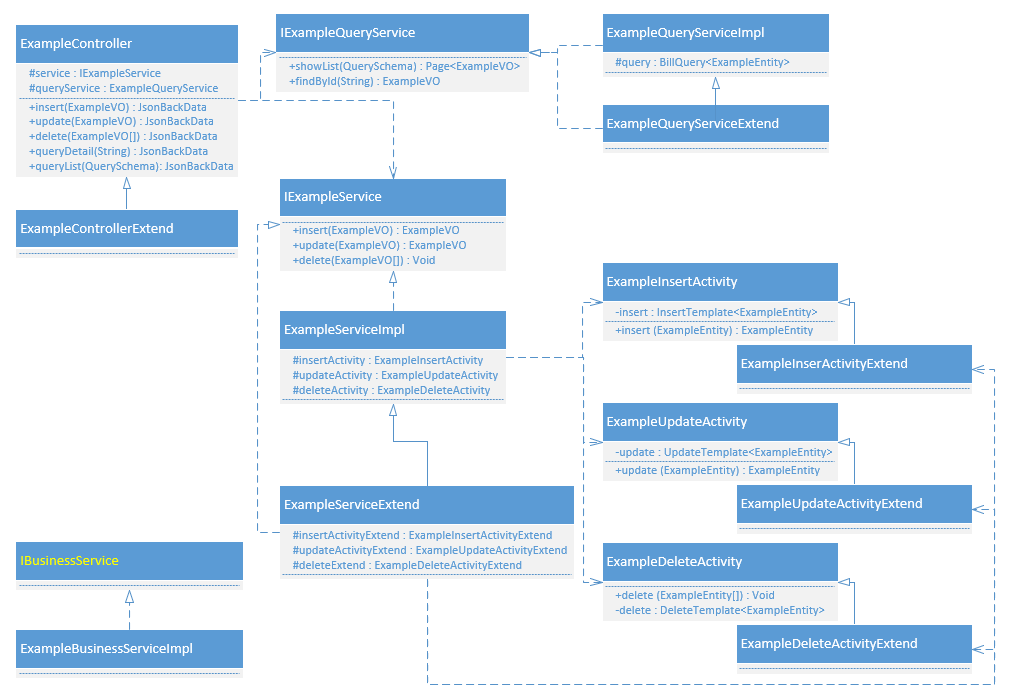 ExampleController
#service : IExampleService
#queryService : ExampleQueryService
+insert(ExampleVO) : JsonBackData
+update(ExampleVO) : JsonBackData
+delete(ExampleVO[]) : JsonBackData
+queryDetail(String) : JsonBackData
+queryList(QuerySchema): JsonBackData
ExampleControllerExtend
IExampleQueryService
+showList(QuerySchema) : Page<ExampleVO>
+findById(String) : ExampleVO
ExampleQueryServiceImpl
#query : BillQuery<ExampleEntity>
ExampleQueryServiceExtend
IExampleService
+insert(ExampleVO) : ExampleVO
+update(ExampleVO) : ExampleVO
+delete(ExampleVO[]) : Void
ExampleServiceImpl
#insertActivity : ExampleInsertActivity
#updateActivity : ExampleUpdateActivity
#deleteActivity : ExampleDeleteActivity
ExampleServiceExtend
#insertActivityExtend : ExampleInsertActivityExtend
#updateActivityExtend : ExampleUpdateActivityExtend
#deleteExtend : ExampleDeleteActivityExtend
ExampleInsertActivity
-insert : InsertTemplate<ExampleEntity>
+insert (ExampleEntity) : ExampleEntity
ExampleInserActivityExtend
ExampleUpdateActivity
-update : UpdateTemplate<ExampleEntity>
+update (ExampleEntity) : ExampleEntity
ExampleUpdateActivityExtend
ExampleDeleteActivity
+delete (ExampleEntity[]) : Void
-delete : DeleteTemplate<ExampleEntity>
ExampleDeleteActivityExtend
IBusinessService
ExampleBusinessServiceImpl